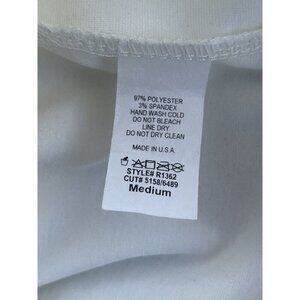 97% POLYESTER
3% SPANDEX
HAND WASH COLD
DO NOT BLEACH
LINE DRY
DO NOT DRY CLEAN
MADE IN U.S.A.
STYLE# R1362
CUT# 5158/6489
Medium